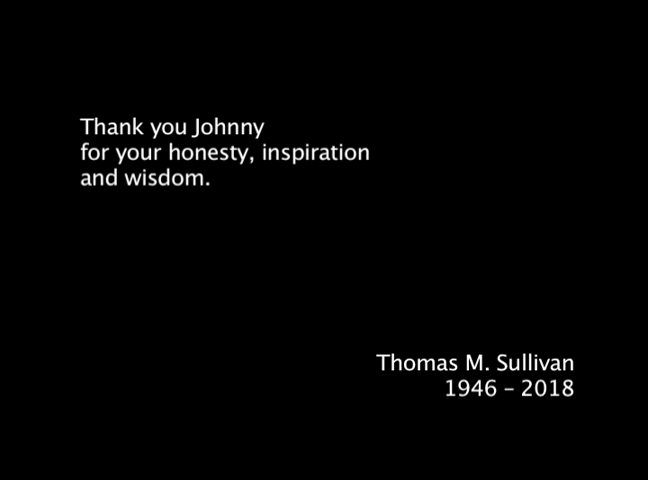 Thank you Johnny
for your honesty, inspiration
and wisdom.
Thomas M. Sullivan
1946 – 2018